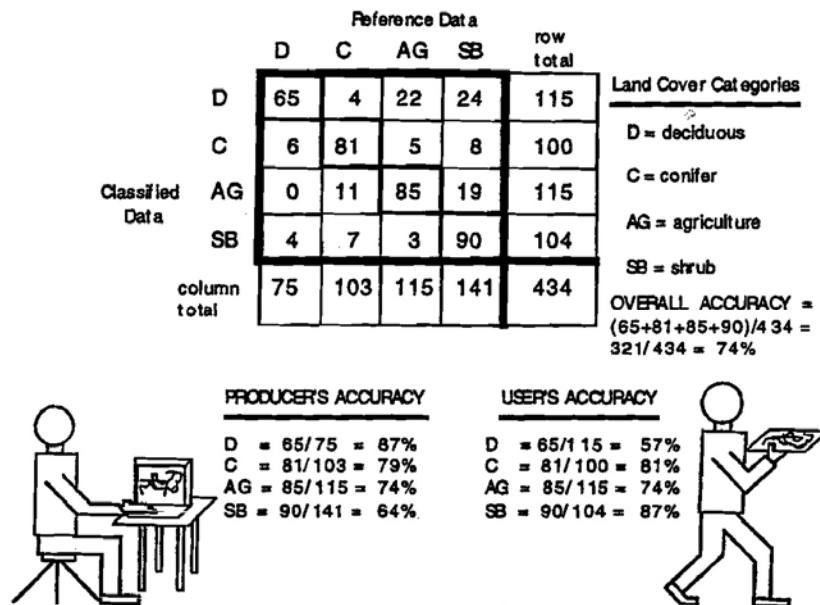 Reference Data
D C AG SB row total
D 65 4 22 24 115
C 6 81 5 8 100
Classified Data
AG 0 11 85 19 115
SB 4 7 3 90 104
column total 75 103 115 141 434
Land Cover Categories
D = deciduous
C = conifer
AG = agriculture
SB = shrub
OVERALL ACCURACY =
(65+81+85+90)/434 =
321/434 = 74%
PRODUCER'S ACCURACY
D = 65/75 = 87%
C = 81/103 = 79%
AG = 85/115 = 74%
SB = 90/141 = 64%
USER'S ACCURACY
D = 65/115 = 57%
C = 81/100 = 81%
AG = 85/115 = 74%
SB = 90/104 = 87%